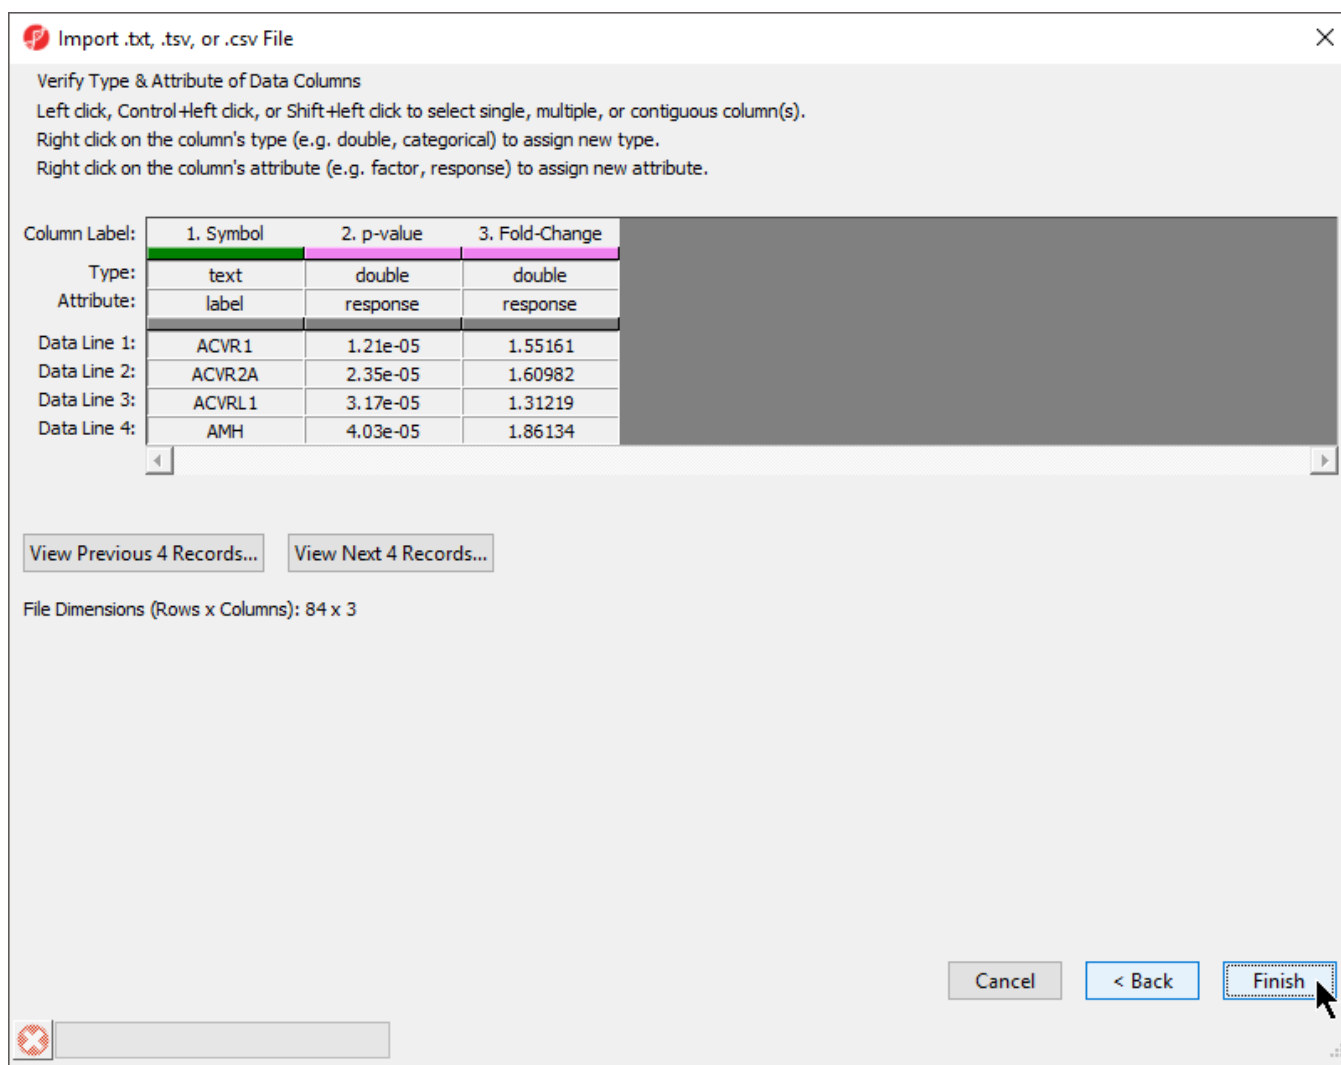 Import .txt, .tsv, or .csv File
Verify Type & Attribute of Data Columns
Left click, Control+left click, or Shift+left click to select single, multiple, or contiguous column(s).
Right click on the column's type (e.g. double, categorical) to assign new type.
Right click on the column's attribute (e.g. factor, response) to assign new attribute.
Column Label: 1. Symbol 2. p-value 3. Fold-Change
Type: text double double
Attribute: label response response
Data Line 1: ACVR1 1.21e-05 1.55161
Data Line 2: ACVR2A 2.35e-05 1.60982
Data Line 3: ACVRL1 3.17e-05 1.31219
Data Line 4: AMH 4.03e-05 1.86134
View Previous 4 Records... View Next 4 Records...
File Dimensions (Rows x Columns): 84 x 3
Cancel < Back Finish